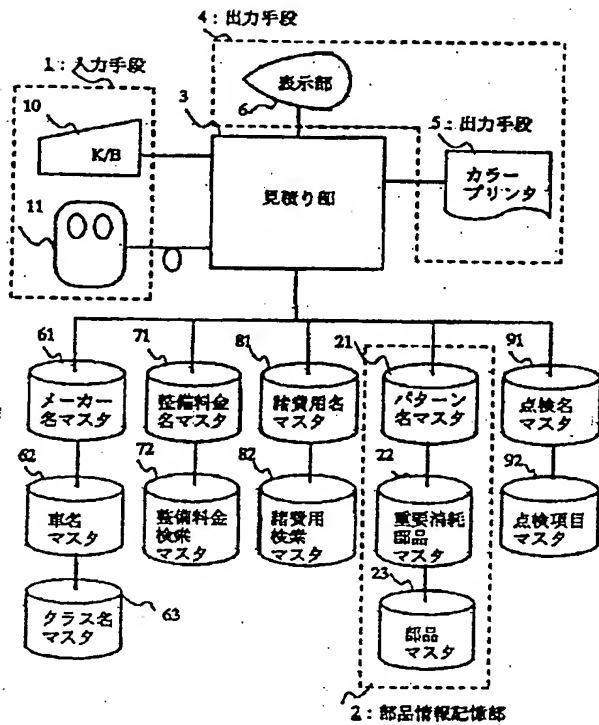 4：出力手段
1：入力手段
10
K/B
11
3
表示部
6
見積り部
5：出力手段
カラー
プリンタ
61
メーカー
名マスタ
62
車名
マスタ
クラス名
マスタ
63
71
整備料金
名マスタ
72
整備料金
検索
マスタ
81
諸費用名
マスタ
82
諸費用
検索
マスタ
21
パターン
名マスタ
22
重要消耗
部品
マスタ
23
部品
マスタ
2：部品情報記憶部
91
点検名
マスタ
92
点検項目
マスタ